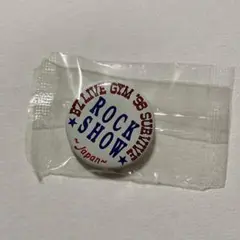 B'Z LIVE GYM '98 SURVIVE
ROCK
SHOW
~Japan~